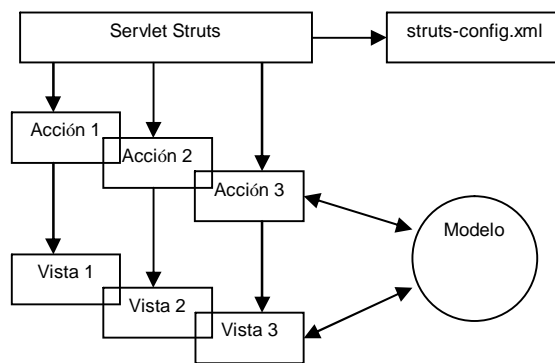 Servlet Struts
struts-config.xml
Acción 1
Acción 2
Acción 3
Modelo
Vista 1
Vista 2
Vista 3